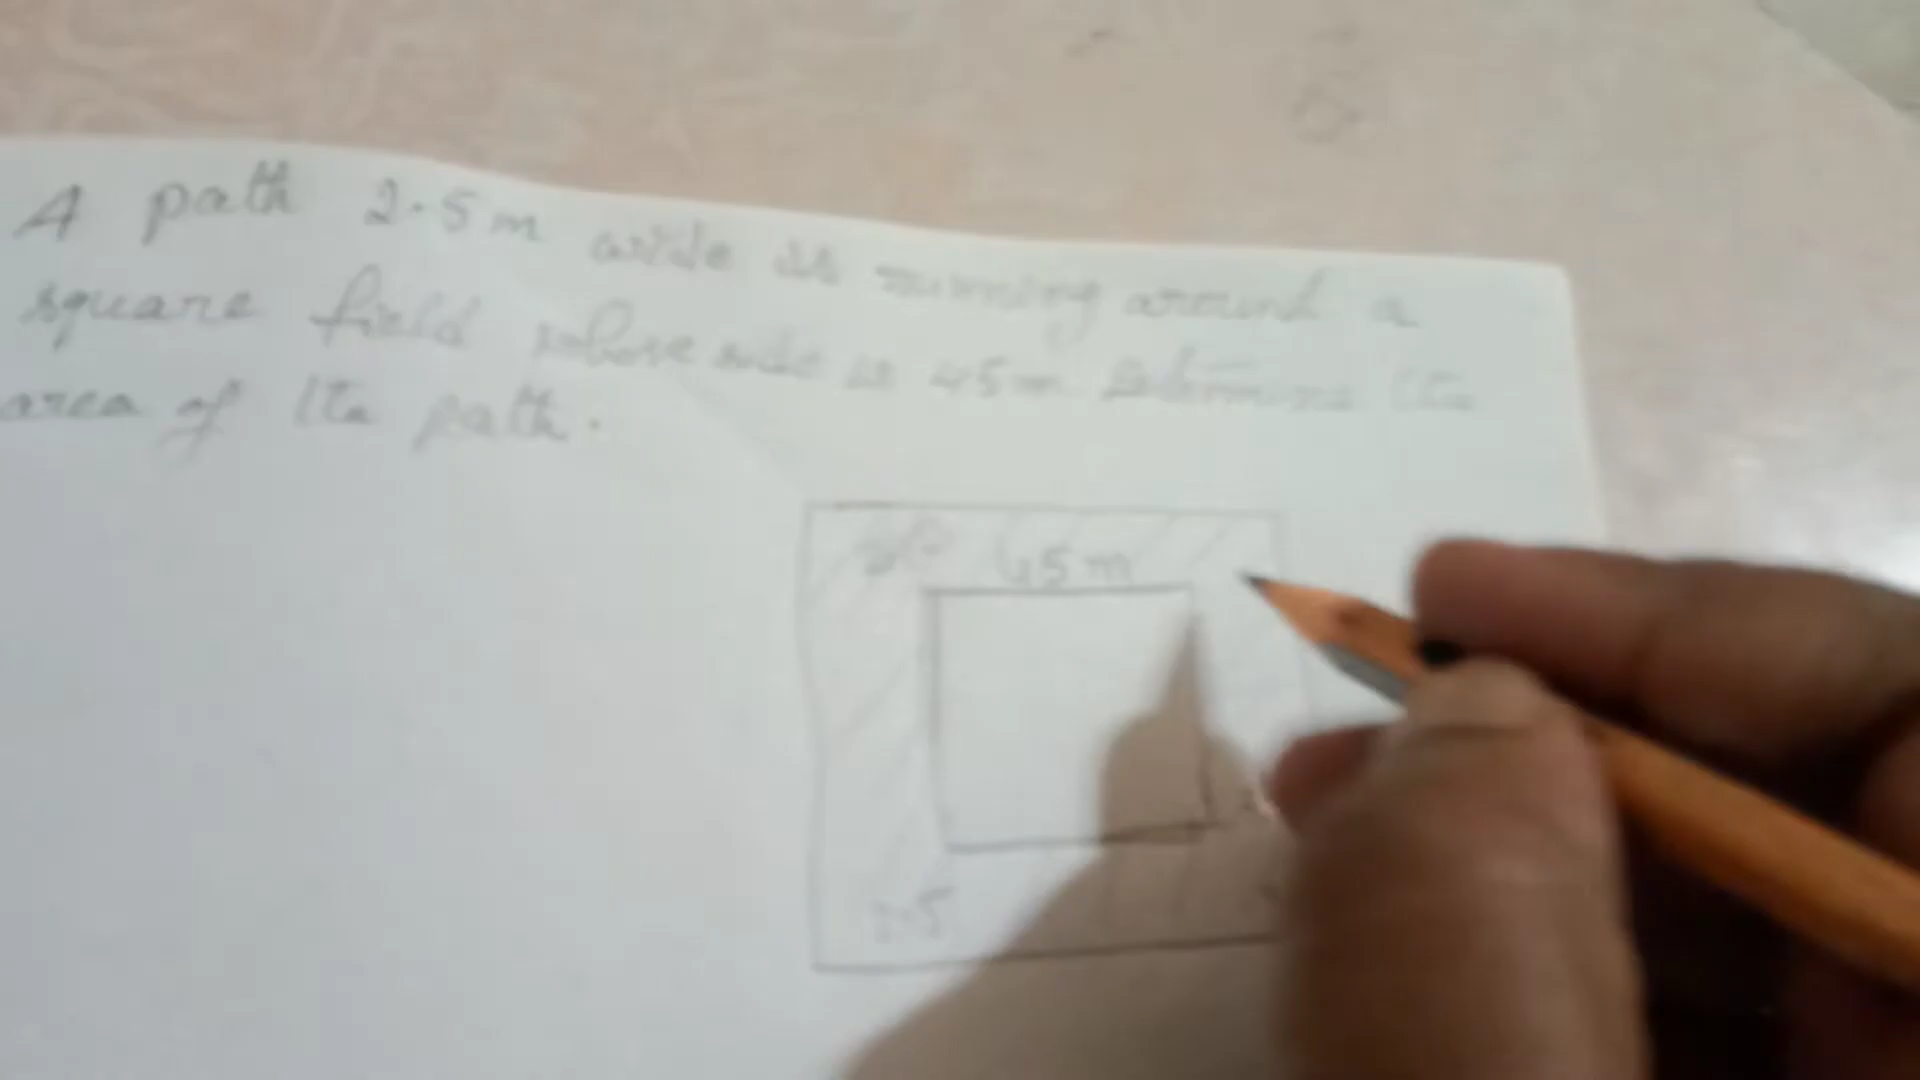 A path 2.5 m wide is running around a
square field whose side is 45 m determine the
area of the path.
45 m
2.5